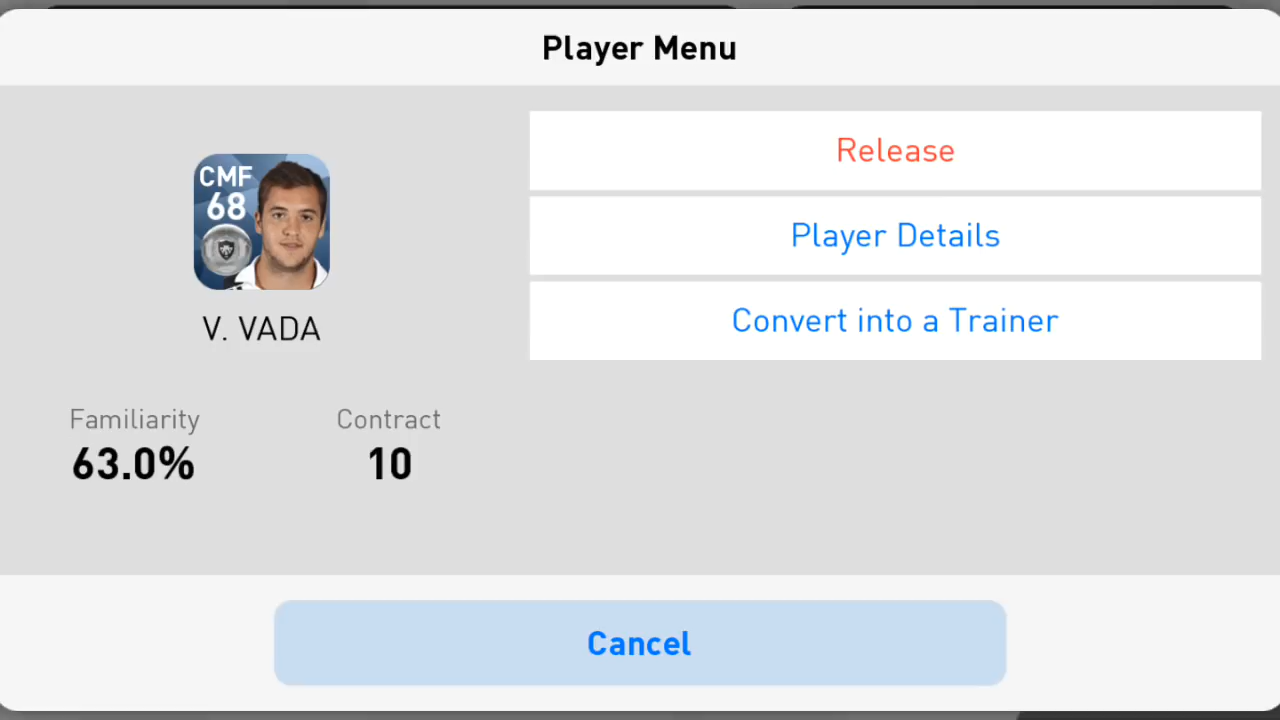 Player Menu
CMF
68
V. VADA
Familiarity
63.0%
Contract
10
Release
Player Details
Convert into a Trainer
Cancel